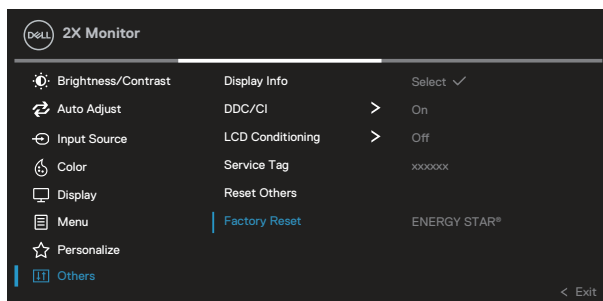 DELL 2X Monitor
Brightness/Contrast Display Info Select ✓
Auto Adjust DDC/CI > On
Input Source LCD Conditioning > Off
Color Service Tag xxxxxx
Display Reset Others
Menu Factory Reset ENERGY STAR®
Personalize
Others
< Exit